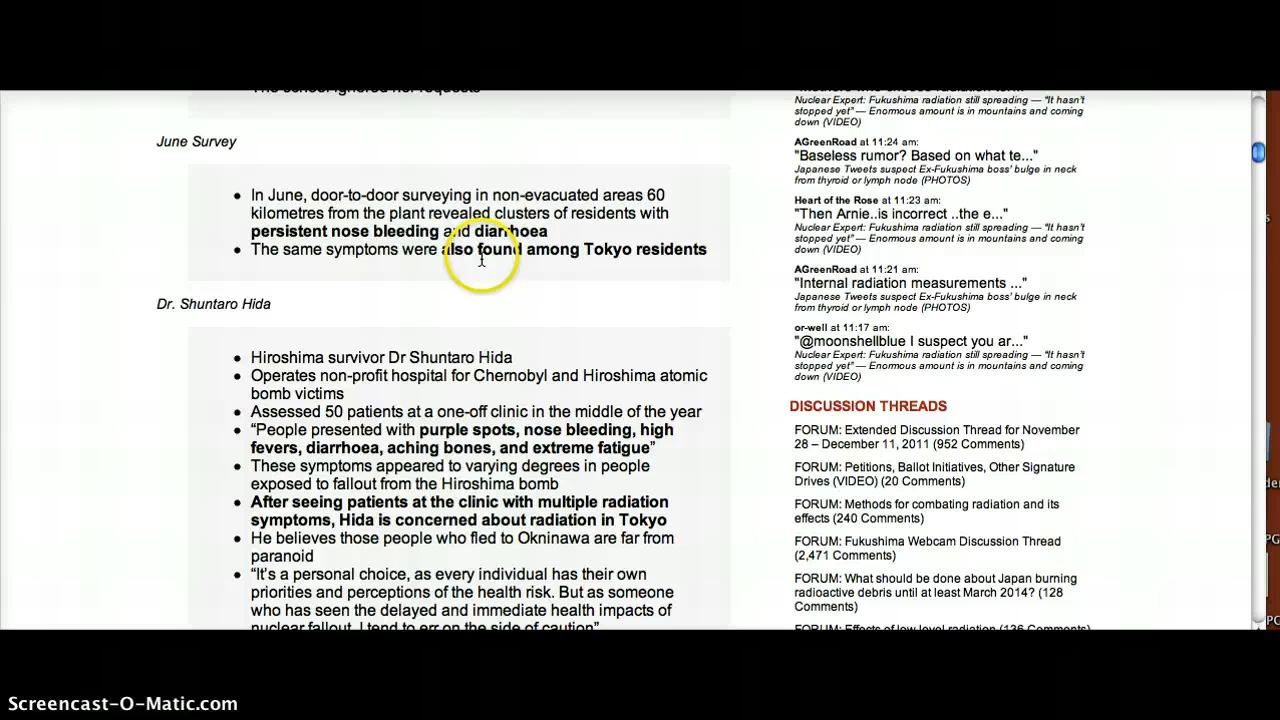 The school ignored her requests
June Survey
In June, door-to-door surveying in non-evacuated areas 60
kilometres from the plant revealed clusters of residents with
persistent nose bleeding and diarrhoea
The same symptoms were also found among Tokyo residents
Dr. Shuntaro Hida
Hiroshima survivor Dr Shuntaro Hida
Operates non-profit hospital for Chernobyl and Hiroshima atomic
bomb victims
Assessed 50 patients at a one-off clinic in the middle of the year
“People presented with purple spots, nose bleeding, high
fevers, diarrhoea, aching bones, and extreme fatigue”
These symptoms appeared to varying degrees in people
exposed to fallout from the Hiroshima bomb
After seeing patients at the clinic with multiple radiation
symptoms, Hida is concerned about radiation in Tokyo
He believes those people who fled to Okninawa are far from
paranoid
“It’s a personal choice, as every individual has their own
priorities and perceptions of the health risk. But as someone
who has seen the delayed and immediate health impacts of
nuclear fallout, I tend to err on the side of caution”
Nuclear Expert: Fukushima radiation still spreading — “It hasn’t
stopped yet” — Enormous amount is in mountains and coming
down (VIDEO)
AGreenRoad at 11:24 am:
"Baseless rumor? Based on what te..."
Japanese Tweets suspect Ex-Fukushima boss’ bulge in neck
from thyroid or lymph node (PHOTOS)
Heart of the Rose at 11:23 am:
"Then Arnie..is incorrect ..the e..."
Nuclear Expert: Fukushima radiation still spreading — “It hasn’t
stopped yet” — Enormous amount is in mountains and coming
down (VIDEO)
AGreenRoad at 11:21 am:
"Internal radiation measurements ..."
Japanese Tweets suspect Ex-Fukushima boss’ bulge in neck
from thyroid or lymph node (PHOTOS)
or-well at 11:17 am:
"@moonshellblue I suspect you ar..."
Nuclear Expert: Fukushima radiation still spreading — “It hasn’t
stopped yet” — Enormous amount is in mountains and coming
down (VIDEO)
DISCUSSION THREADS
FORUM: Extended Discussion Thread for November
28 – December 11, 2011 (952 Comments)
FORUM: Petitions, Ballot Initiatives, Other Signature
Drives (VIDEO) (20 Comments)
FORUM: Methods for combating radiation and its
effects (240 Comments)
FORUM: Fukushima Webcam Discussion Thread
(2,471 Comments)
FORUM: What should be done about Japan burning
radioactive debris until at least March 2014? (128
Comments)
FORUM: Effects of low level radiation (136 Comments)
Screencast-O-Matic.com